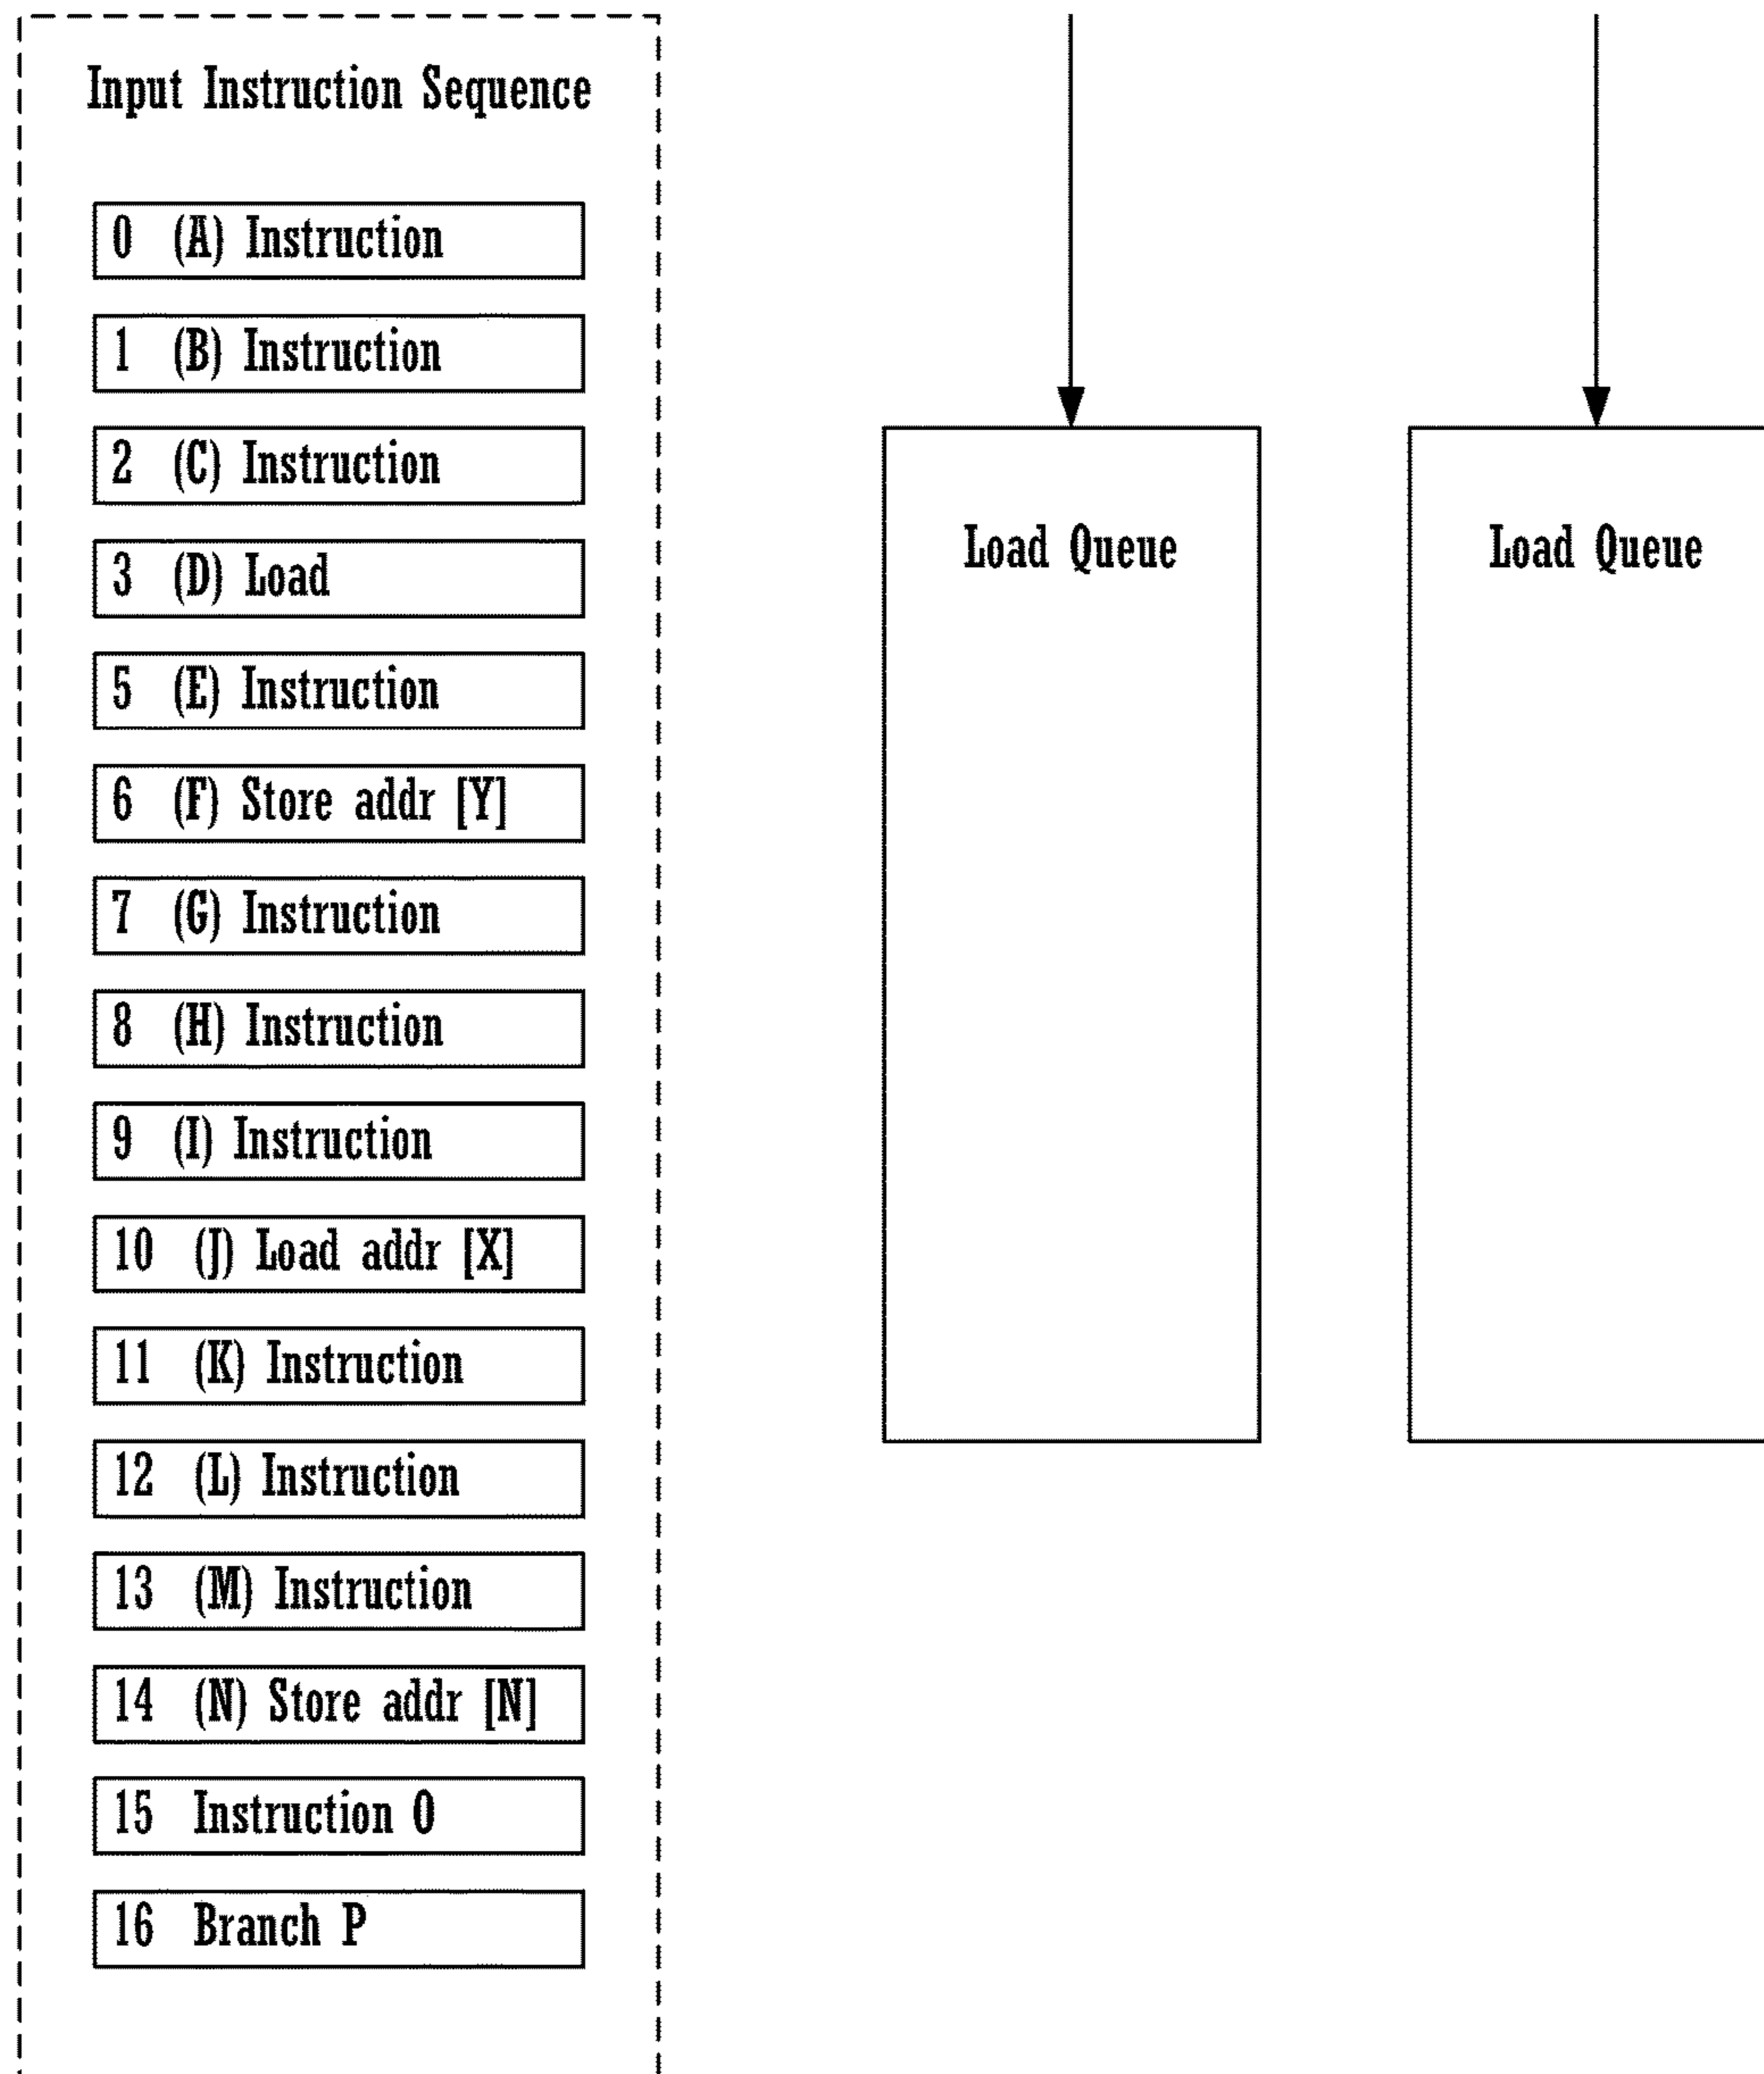 Input Instruction Sequence
0 (A) Instruction
1 (B) Instruction
2 (C) Instruction
3 (D) Load
5 (E) Instruction
6 (F) Store addr [Y]
7 (G) Instruction
8 (H) Instruction
9 (I) Instruction
10 (J) Load addr [X]
11 (K) Instruction
12 (L) Instruction
13 (M) Instruction
14 (N) Store addr [N]
15 Instruction O
16 Branch P
Load Queue
Load Queue